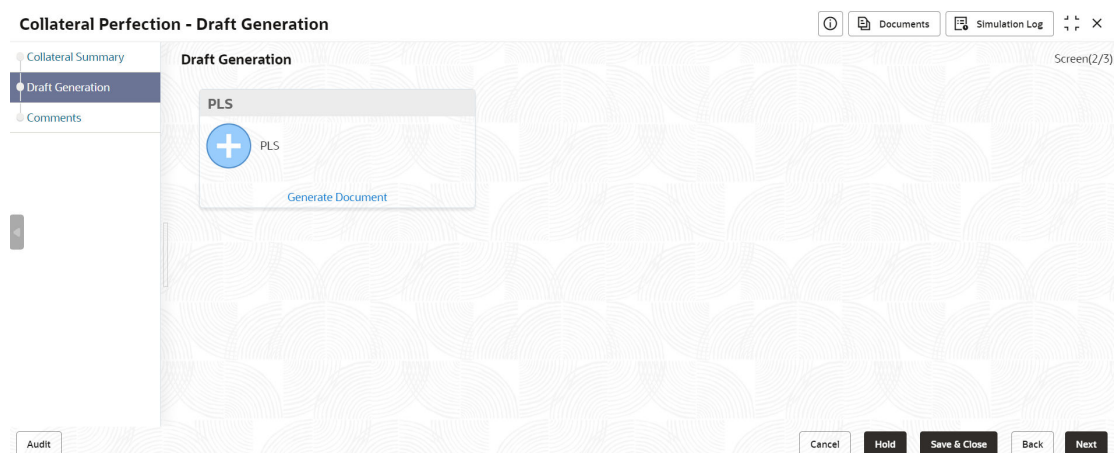 Collateral Perfection - Draft Generation
Documents
Simulation Log
Collateral Summary
Draft Generation
Comments
Draft Generation
Screen(2/3)
PLS
PLS
Generate Document
Audit
Cancel
Hold
Save & Close
Back
Next